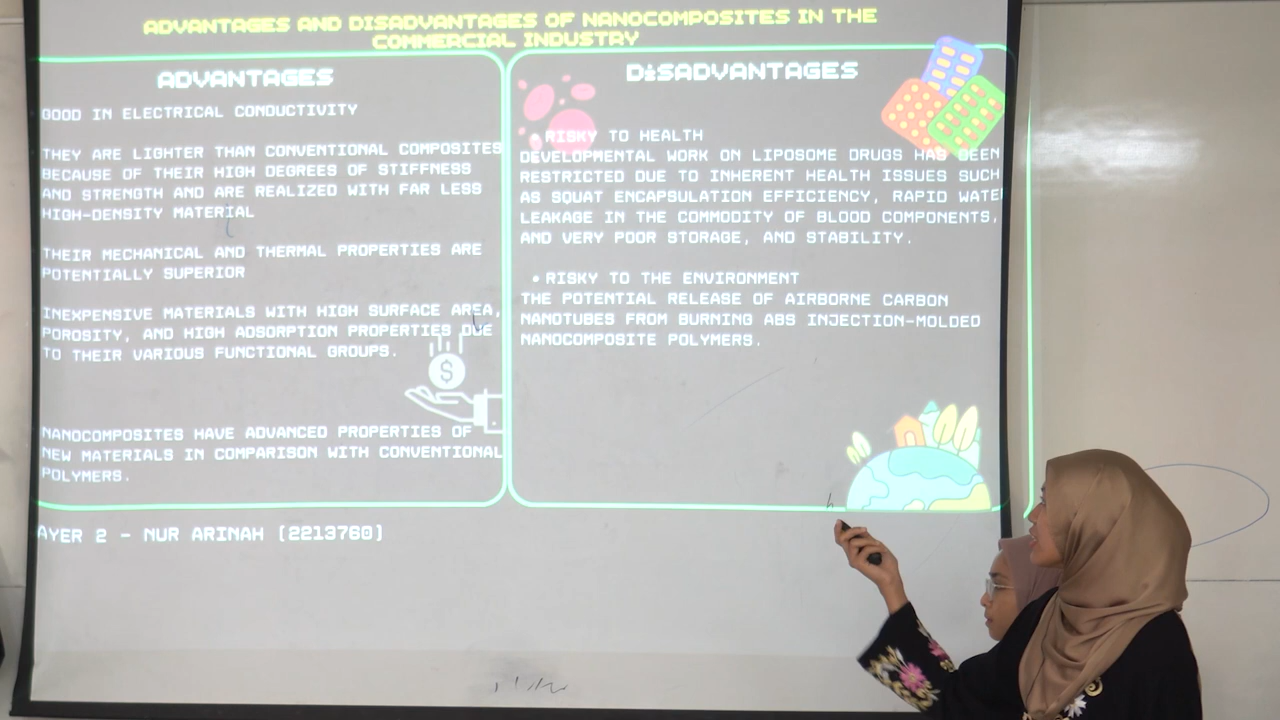 ADVANTAGES AND DISADVANTAGES OF NANOCOMPOSITES IN THE
COMMERCIAL INDUSTRY
ADVANTAGES
GOOD IN ELECTRICAL CONDUCTIVITY
THEY ARE LIGHTER THAN CONVENTIONAL COMPOSITES
BECAUSE OF THEIR HIGH DEGREES OF STIFFNESS
AND STRENGTH AND ARE REALIZED WITH FAR LESS
HIGH-DENSITY MATERIAL
THEIR MECHANICAL AND THERMAL PROPERTIES ARE
POTENTIALLY SUPERIOR
INEXPENSIVE MATERIALS WITH HIGH SURFACE AREA,
POROSITY, AND HIGH ADSORPTION PROPERTIES DUE
TO THEIR VARIOUS FUNCTIONAL GROUPS.
$
NANOCOMPOSITES HAVE ADVANCED PROPERTIES OF
NEW MATERIALS IN COMPARISON WITH CONVENTIONAL
POLYMERS.
DISADVANTAGES
• RISKY TO HEALTH
DEVELOPMENTAL WORK ON LIPOSOME DRUGS HAS BEEN
RESTRICTED DUE TO INHERENT HEALTH ISSUES SUCH
AS SQUAT ENCAPSULATION EFFICIENCY, RAPID WATE
LEAKAGE IN THE COMMODITY OF BLOOD COMPONENTS,
AND VERY POOR STORAGE, AND STABILITY.
• RISKY TO THE ENVIRONMENT
THE POTENTIAL RELEASE OF AIRBORNE CARBON
NANOTUBES FROM BURNING ABS INJECTION-MOLDED
NANOCOMPOSITE POLYMERS.
AYER 2 - NUR ARINAH (2213760)